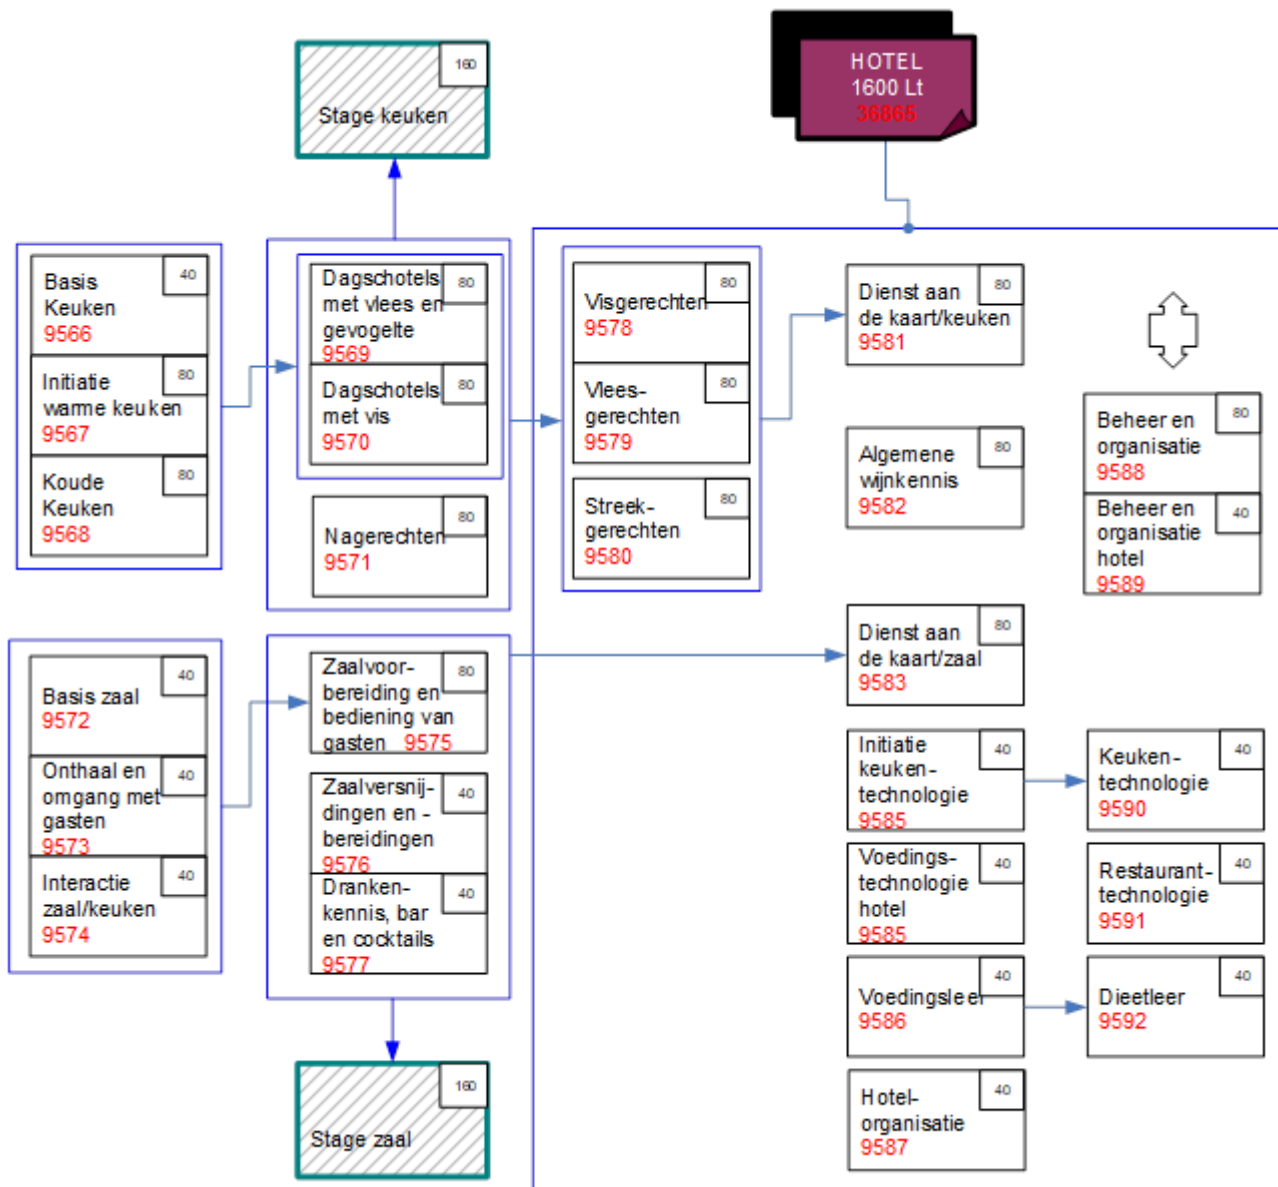 160
Stage keuken
HOTEL
1600 Lt
36865
40
Basis
Keuken
9566
80
Initiatie
warme keuken
9567
80
Koude
Keuken
9568
80
Dagschotels
met vlees en
gevogelte
9569
80
Dagschotels
met vis
9570
80
Nagerechten
9571
80
Visgerechten
9578
80
Vlees-
gerechten
9579
80
Streek-
gerechten
9580
80
Dienst aan
de kaart/keuken
9581
80
Algemene
wijnkennis
9582
80
Beheer en
organisatie
9588
40
Beheer en
organisatie
hotel
9589
40
Basis zaal
9572
40
Onthaal en
omgang met
gasten
9573
40
Interactie
zaal/keuken
9574
80
Zaalvoor-
bereiding en
bediening van
gasten 9575
40
Zaalversnij-
dingen en -
bereidingen
9576
40
Dranken-
kennis, bar
en cocktails
9577
80
Dienst aan
de kaart/zaal
9583
40
Initiatie
keuken-
technologie
9585
40
Keuken-
technologie
9590
40
Voedings-
technologie
hotel
9585
40
Restaurant-
technologie
9591
40
Voedingsleer
9586
40
Dieetleer
9592
40
Hotel-
organisatie
9587
160
Stage zaal